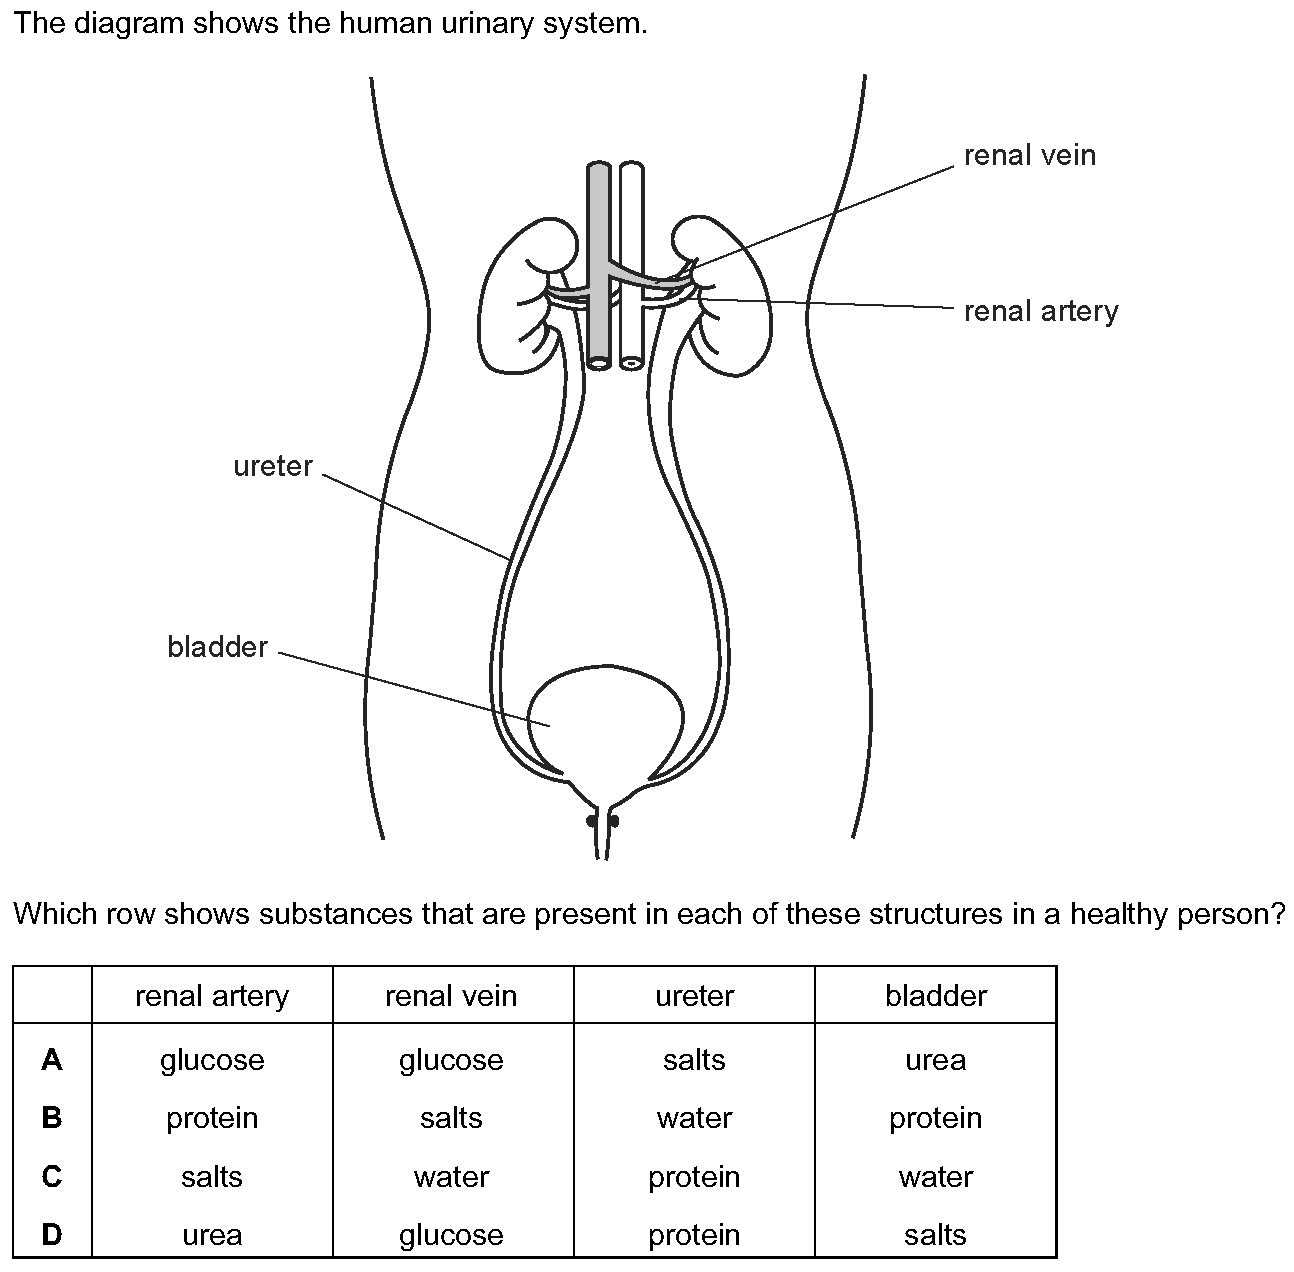 The diagram shows the human urinary system.
renal vein
renal artery
ureter
bladder
Which row shows substances that are present in each of these structures in a healthy person?
renal artery renal vein ureter bladder
A glucose glucose salts urea
B protein salts water protein
C salts water protein water
D urea glucose protein salts